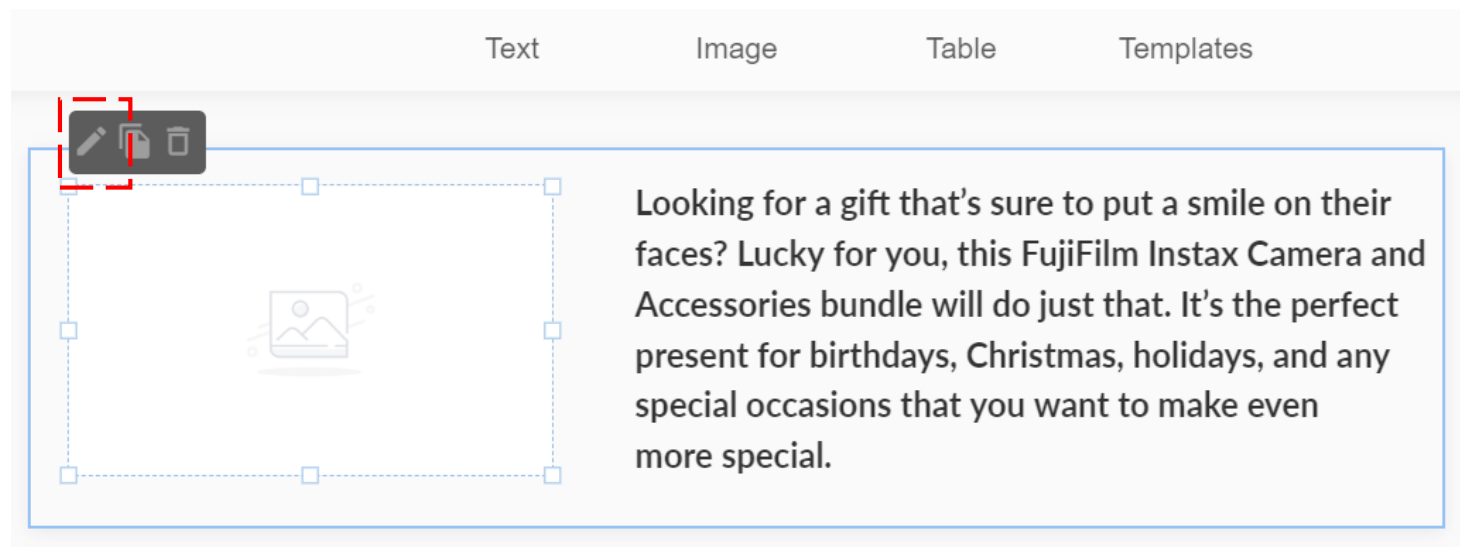 Text Image Table Templates
Looking for a gift that’s sure to put a smile on their
faces? Lucky for you, this FujiFilm Instax Camera and
Accessories bundle will do just that. It’s the perfect
present for birthdays, Christmas, holidays, and any
special occasions that you want to make even
more special.